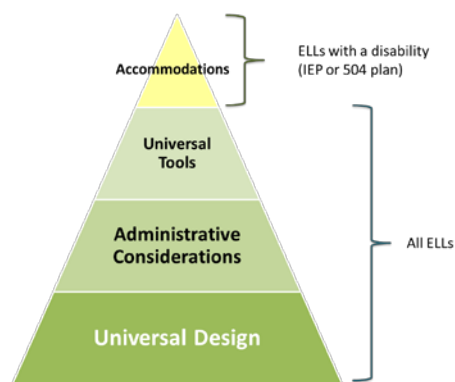 Accommodations
ELLs with a disability
(IEP or 504 plan)
Universal
Tools
Administrative
Considerations
All ELLs
Universal Design